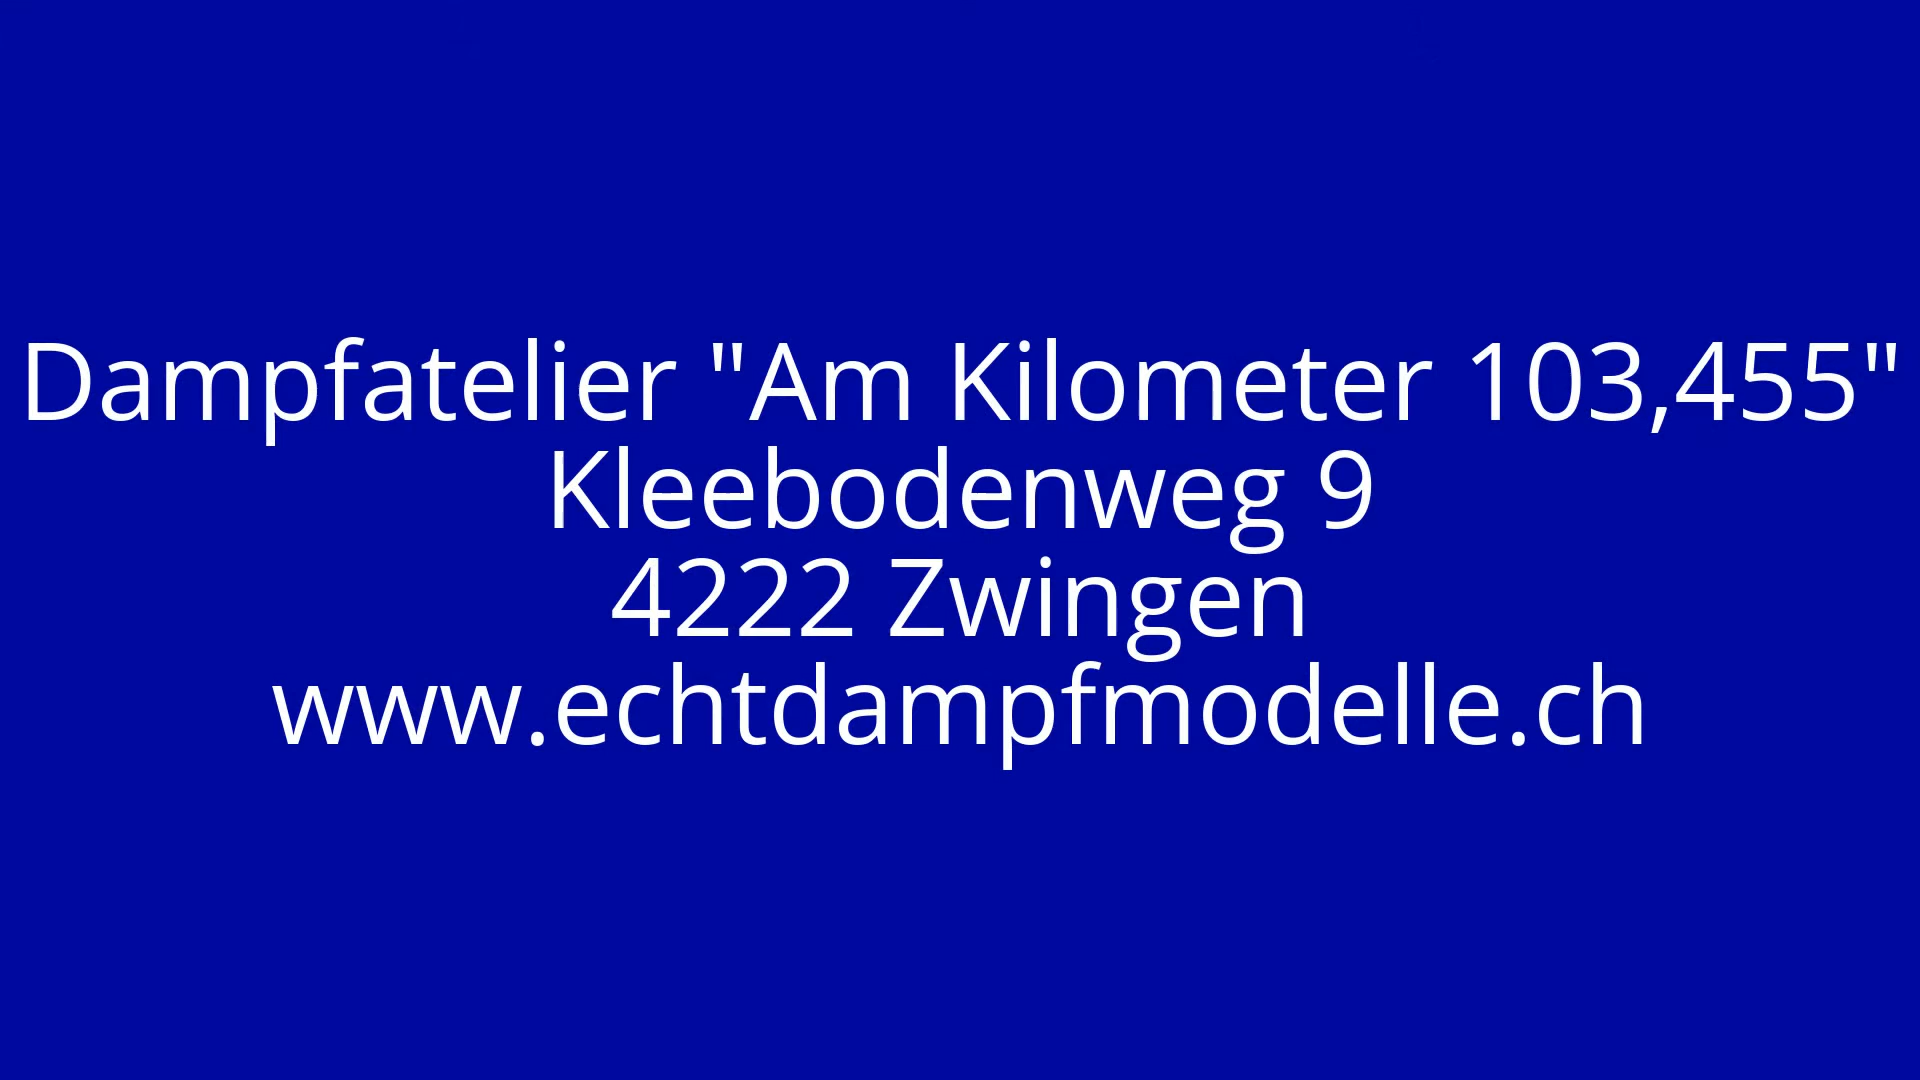 Dampfatelier "Am Kilometer 103,455"
Kleebodenweg 9
4222 Zwingen
www.echtdampfmodelle.ch